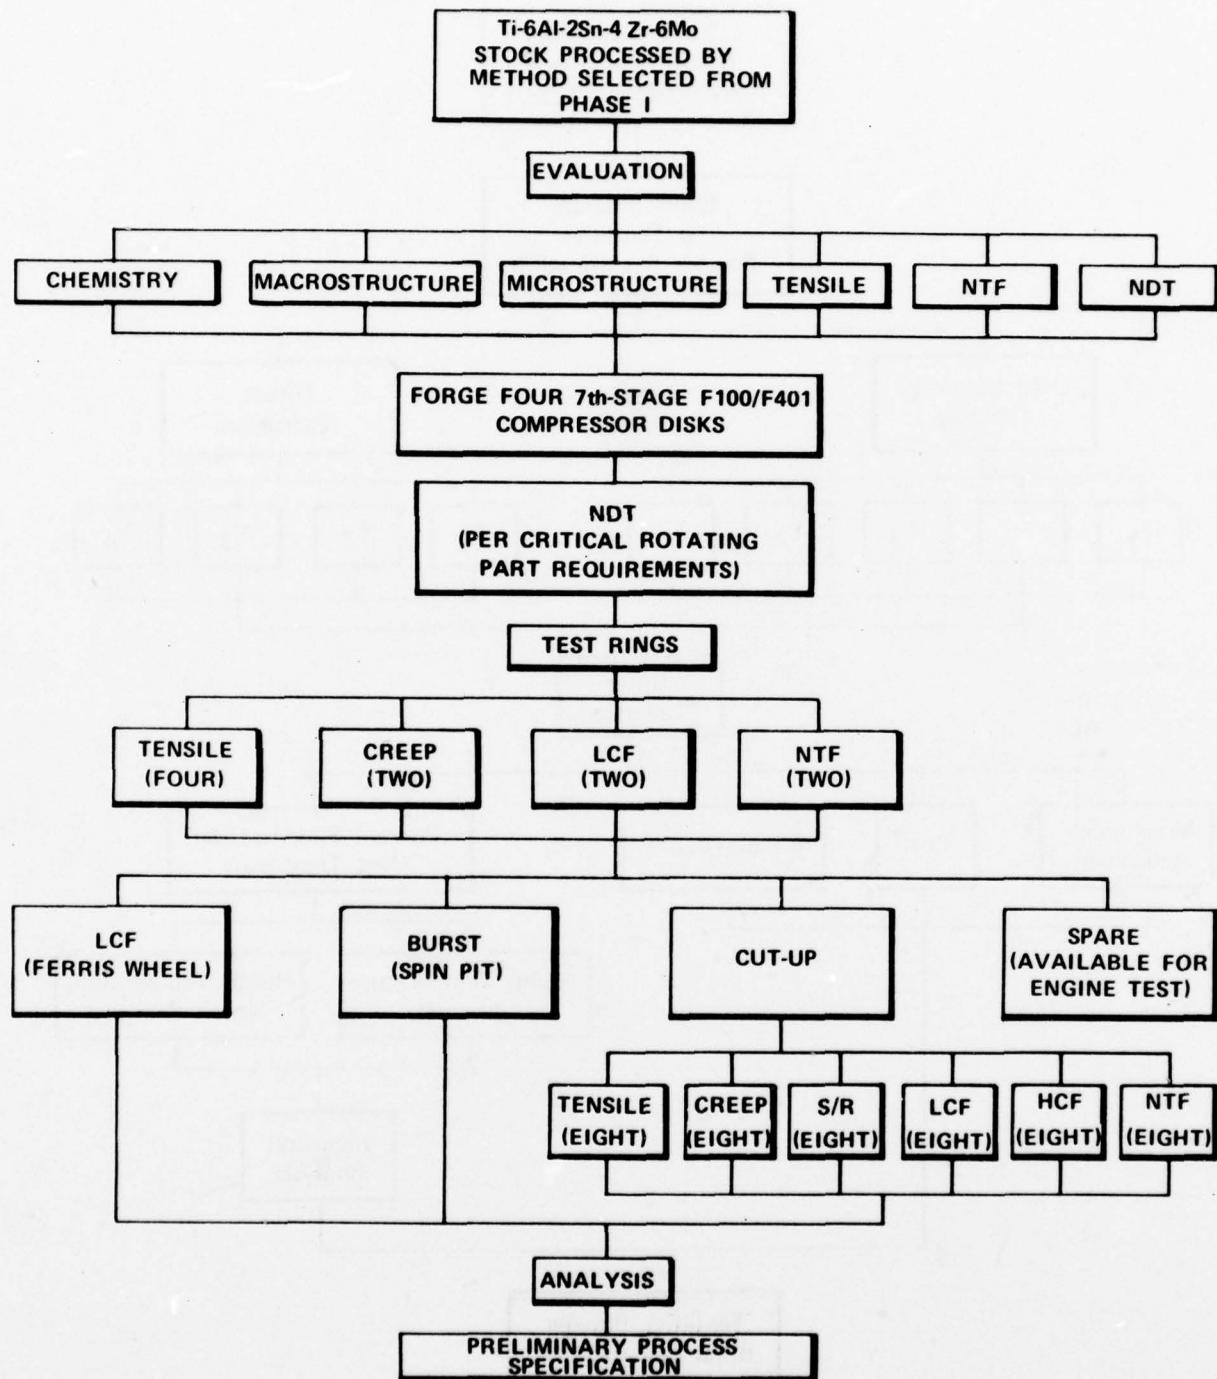 Ti-6Al-2Sn-4 Zr-6Mo
STOCK PROCESSED BY
METHOD SELECTED FROM
PHASE I
EVALUATION
CHEMISTRY
MACROSTRUCTURE
MICROSTRUCTURE
TENSILE
NTF
NDT
FORGE FOUR 7th-STAGE F100/F401
COMPRESSOR DISKS
NDT
(PER CRITICAL ROTATING
PART REQUIREMENTS)
TEST RINGS
TENSILE
(FOUR)
CREEP
(TWO)
LCF
(TWO)
NTF
(TWO)
LCF
(FERRIS WHEEL)
BURST
(SPIN PIT)
CUT-UP
SPARE
(AVAILABLE FOR
ENGINE TEST)
TENSILE
(EIGHT)
CREEP
(EIGHT)
S/R
(EIGHT)
LCF
(EIGHT)
HCF
(EIGHT)
NTF
(EIGHT)
ANALYSIS
PRELIMINARY PROCESS
SPECIFICATION